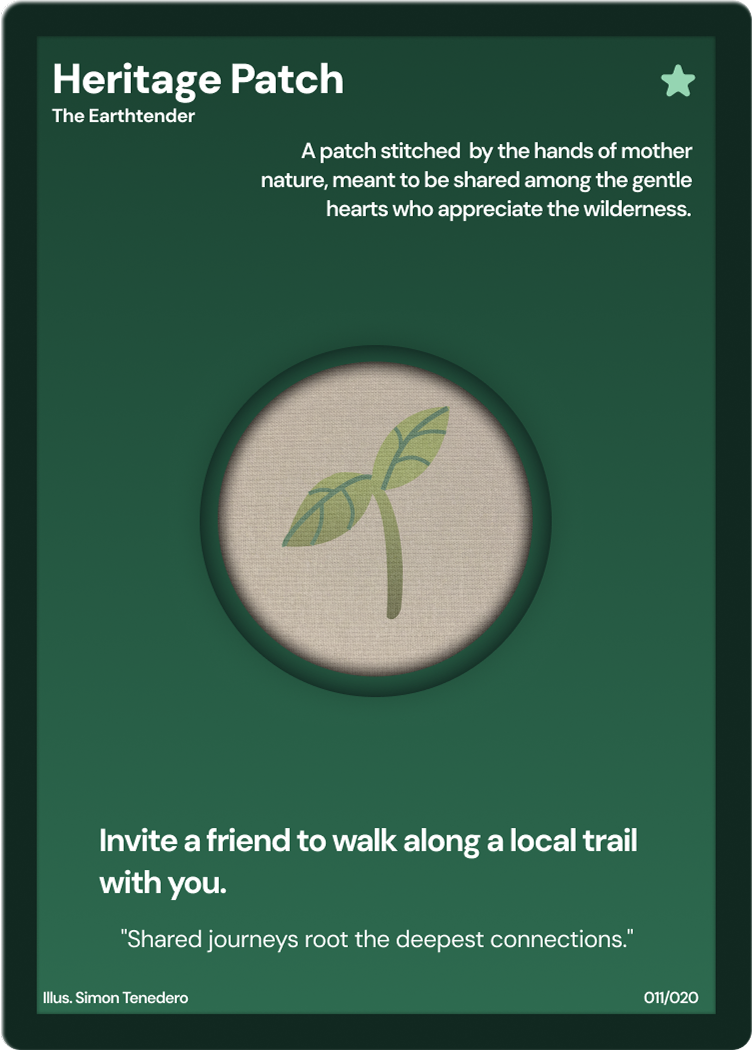 Heritage Patch
The Earthtender
A patch stitched  by the hands of mother
nature, meant to be shared among the gentle
hearts who appreciate the wilderness.
Invite a friend to walk along a local trail
with you.
"Shared journeys root the deepest connections."
Illus. Simon Tenedero
011/020